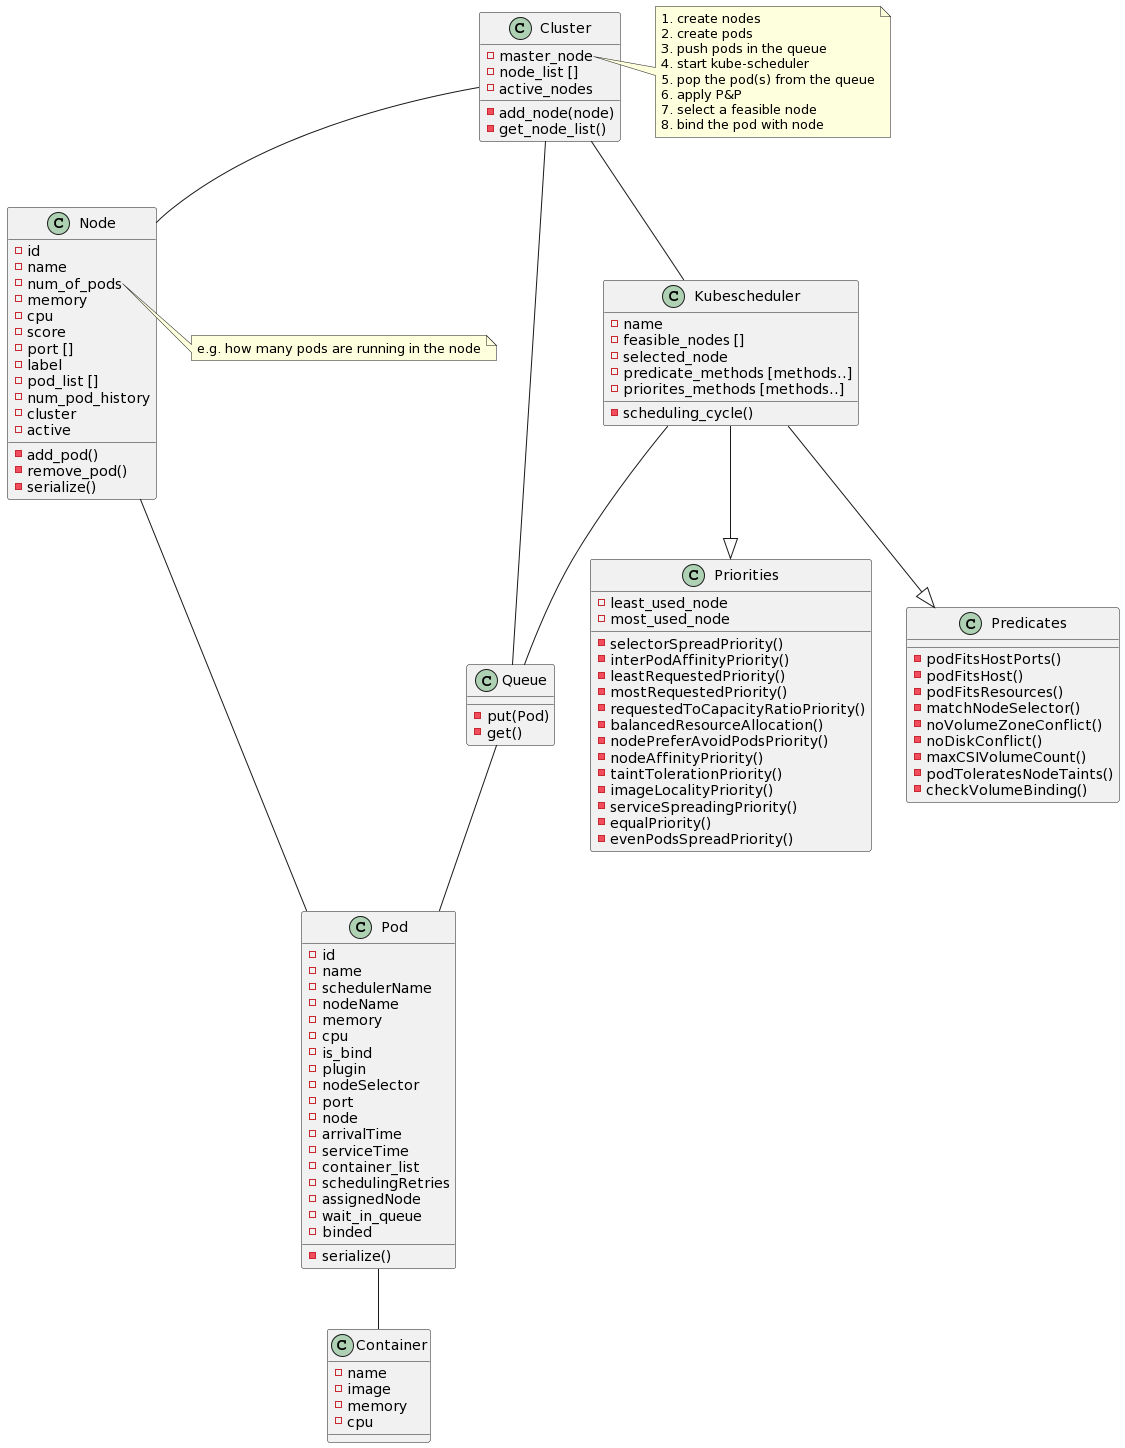 C Cluster
master_node
node_list []
active_nodes
add_node(node)
get_node_list()
1. create nodes
2. create pods
3. push pods in the queue
4. start kube-scheduler
5. pop the pod(s) from the queue
6. apply P&P
7. select a feasible node
8. bind the pod with node
C Node
id
name
num_of_pods
memory
cpu
score
port []
label
pod_list []
num_pod_history
cluster
active
add_pod()
remove_pod()
serialize()
e.g. how many pods are running in the node
C Kubescheduler
name
feasible_nodes []
selected_node
predicate_methods [methods..]
priorites_methods [methods..]
scheduling_cycle()
C Priorities
least_used_node
most_used_node
selectorSpreadPriority()
interPodAffinityPriority()
leastRequestedPriority()
mostRequestedPriority()
requestedToCapacityRatioPriority()
balancedResourceAllocation()
nodePreferAvoidPodsPriority()
nodeAffinityPriority()
taintTolerationPriority()
imageLocalityPriority()
serviceSpreadingPriority()
equalPriority()
evenPodsSpreadPriority()
C Predicates
podFitsHostPorts()
podFitsHost()
podFitsResources()
matchNodeSelector()
noVolumeZoneConflict()
noDiskConflict()
maxCSIVolumeCount()
podToleratesNodeTaints()
checkVolumeBinding()
C Queue
put(Pod)
get()
C Pod
id
name
schedulerName
nodeName
memory
cpu
is_bind
plugin
nodeSelector
port
node
arrivalTime
serviceTime
container_list
schedulingRetries
assignedNode
wait_in_queue
binded
serialize()
C Container
name
image
memory
cpu